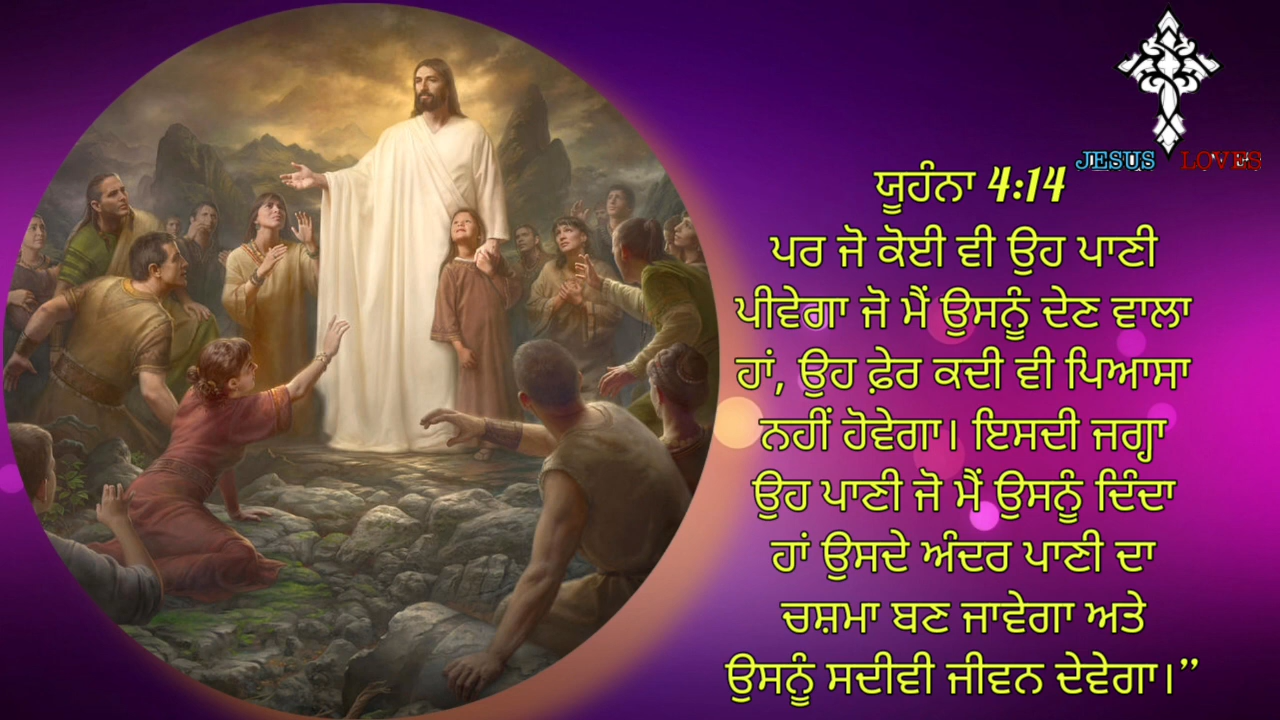 JESUS LOVES
ਯੂਹੰਨਾ 4:14
ਪਰ ਜੋ ਕੋਈ ਵੀ ਉਹ ਪਾਣੀ
ਪੀਵੇਗਾ ਜੋ ਮੈਂ ਉਸਨੂੰ ਦੇਣ ਵਾਲਾ
ਹਾਂ, ਉਹ ਫ਼ੇਰ ਕਦੀ ਵੀ ਪਿਆਸਾ
ਨਹੀਂ ਹੋਵੇਗਾ। ਇਸਦੀ ਜਗ੍ਹਾ
ਉਹ ਪਾਣੀ ਜੋ ਮੈਂ ਉਸਨੂੰ ਦਿੰਦਾ
ਹਾਂ ਉਸਦੇ ਅੰਦਰ ਪਾਣੀ ਦਾ
ਚਸ਼ਮਾ ਬਣ ਜਾਵੇਗਾ ਅਤੇ
ਉਸਨੂੰ ਸਦੀਵੀ ਜੀਵਨ ਦੇਵੇਗਾ।”